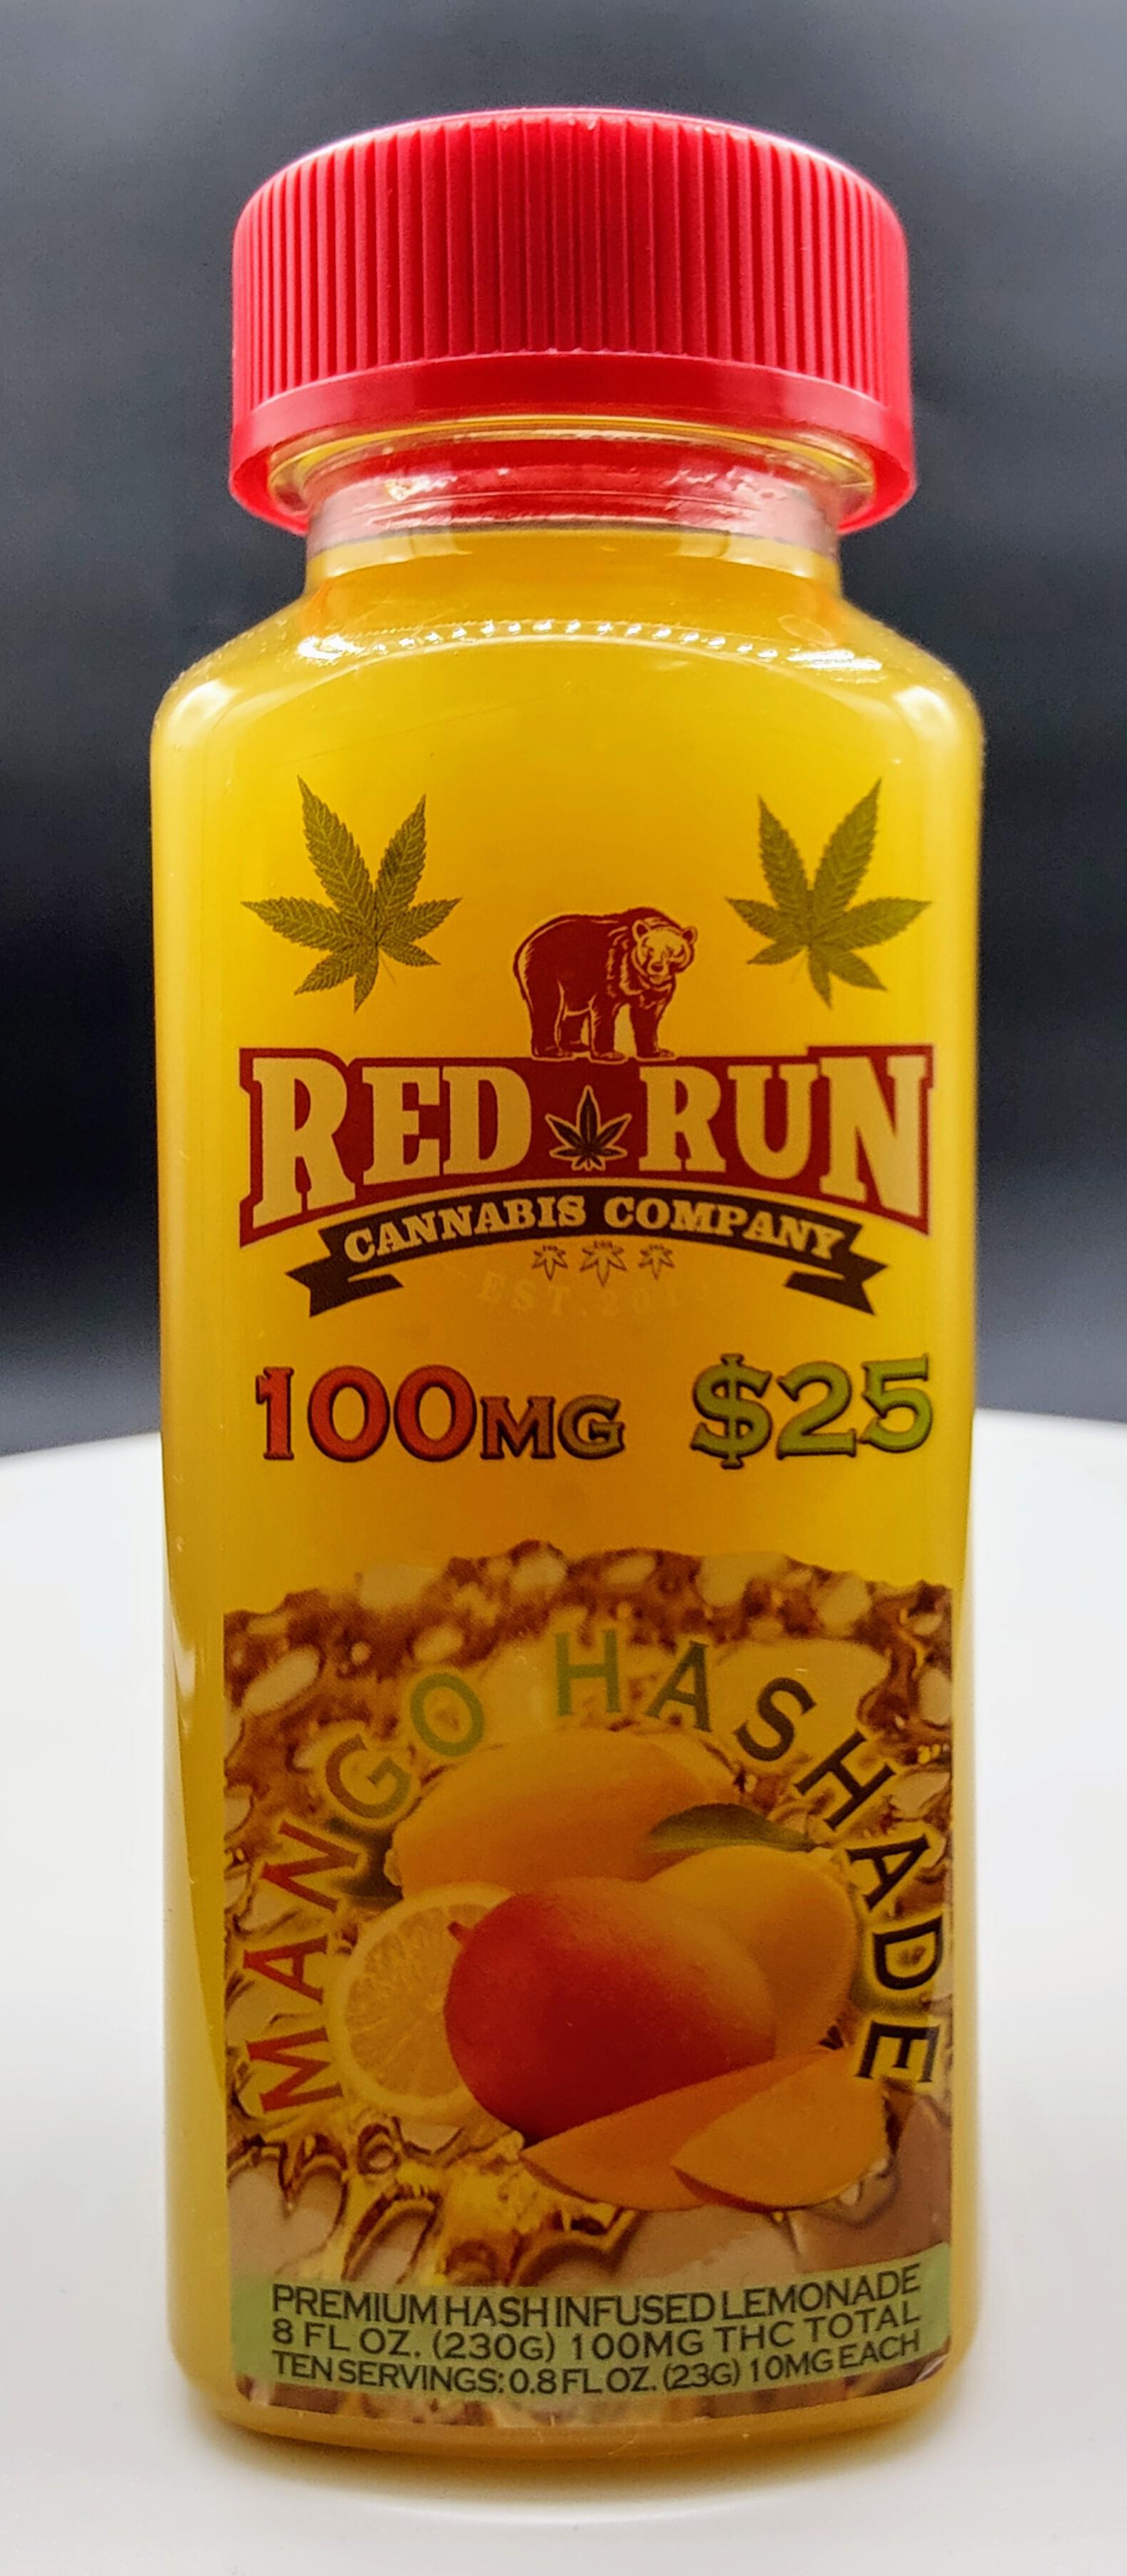 RED RUN
CANNABIS COMPANY
EST.
100MG $25
MANGO HASHADE
PREMIUM HASH INFUSED LEMONADE
8 FL OZ. (230G) 100MG THC TOTAL
TEN SERVINGS: 0.8 FL OZ. (23G) 10MG EACH